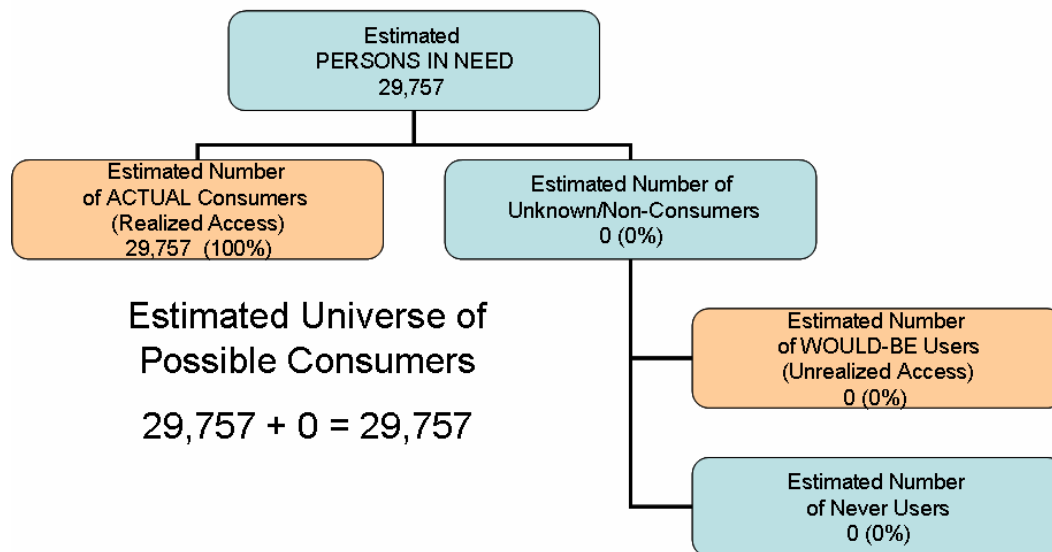 Estimated
PERSONS IN NEED
29,757
Estimated Number
of ACTUAL Consumers
(Realized Access)
29,757 (100%)
Estimated Number of
Unknown/Non-Consumers
0 (0%)
Estimated Universe of
Possible Consumers
29,757 + 0 = 29,757
Estimated Number
of WOULD-BE Users
(Unrealized Access)
0 (0%)
Estimated Number
of Never Users
0 (0%)